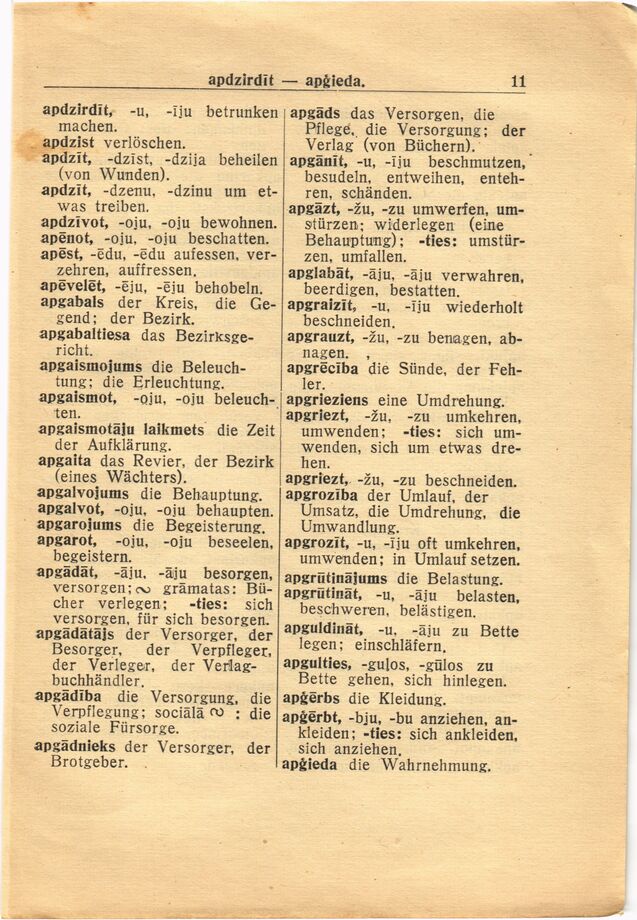 apdzirdīt — apģieda. 11
apdzirdīt, -u, -īju betrunken
machen.
apdzist verlöschen.
apdzīt, -dzīst, -dzija beheilen
(von Wunden).
apdzīt, -dzenu, -dzinu um et-
was treiben.
apdzīvot, -oju, -oju bewohnen.
apēnot, -oju, -oju beschatten.
apēst, -ēdu, -ēdu aufessen, ver-
zehren, auffressen.
apēvelēt, -ēju, -ēju behobeln.
apgabals der Kreis, die Ge-
gend; der Bezirk.
apgabaltiesa das Bezirksge-
richt.
apgaismojums die Beleuch-
tung; die Erleuchtung.
apgaismot, -oju, -oju beleuch-
ten.
apgaismotāju laikmets die Zeit
der Aufklärung.
apgaita das Revier, der Bezirk
(eines Wächters).
apgalvojums die Behauptung.
apgalvot, -oju, -oju behaupten.
apgarojums die Begeisterung.
apgarot, -oju, -oju beseelen,
begeistern.
apgādāt, -āju, -āju besorgen,
versorgen; ∾ grāmatas: Bü-
cher verlegen; -ties: sich
versorgen, für sich besorgen.
apgādātājs der Versorger, der
Besorger, der Verpfleger,
der Verleger, der Verlag-
buchhändler.
apgādība die Versorgung, die
Verpflegung; sociālā ∾ : die
soziale Fürsorge.
apgādnieks der Versorger, der
Brotgeber.
apgāds das Versorgen, die
Pflege, die Versorgung; der
Verlag (von Büchern).
apgānīt, -u, -īju beschmutzen,
besudeln, entweihen, enteh-
ren, schänden.
apgāzt, -žu, -zu umwerfen, um-
stürzen; widerlegen (eine
Behauptung); -ties: umstür-
zen, umfallen.
apglabāt, -āju, -āju verwahren,
beerdigen, bestatten.
apgraizīt, -u, -īju wiederholt
beschneiden.
apgrauzt, -žu, -zu benagen, ab-
nagen.
apgrēcība die Sünde, der Feh-
ler.
apgrieziens eine Umdrehung.
apgriezt, -žu, -zu umkehren,
umwenden; -ties: sich um-
wenden, sich um etwas dre-
hen.
apgriezt, -žu, -zu beschneiden.
apgrozība der Umlauf, der
Umsatz, die Umdrehung, die
Umwandlung.
apgrozīt, -u, -īju oft umkehren,
umwenden; in Umlauf setzen.
apgrūtinājums die Belastung.
apgrūtināt, -u, -āju belasten,
beschweren, belästigen.
apguldināt, -u, -āju zu Bette
legen; einschläfern.
apgulties, -guļos, -gūlos zu
Bette gehen, sich hinlegen.
apģērbs die Kleidung.
apģērbt, -bju, -bu anziehen, an-
kleiden; -ties: sich ankleiden,
sich anziehen.
apģieda die Wahrnehmung.